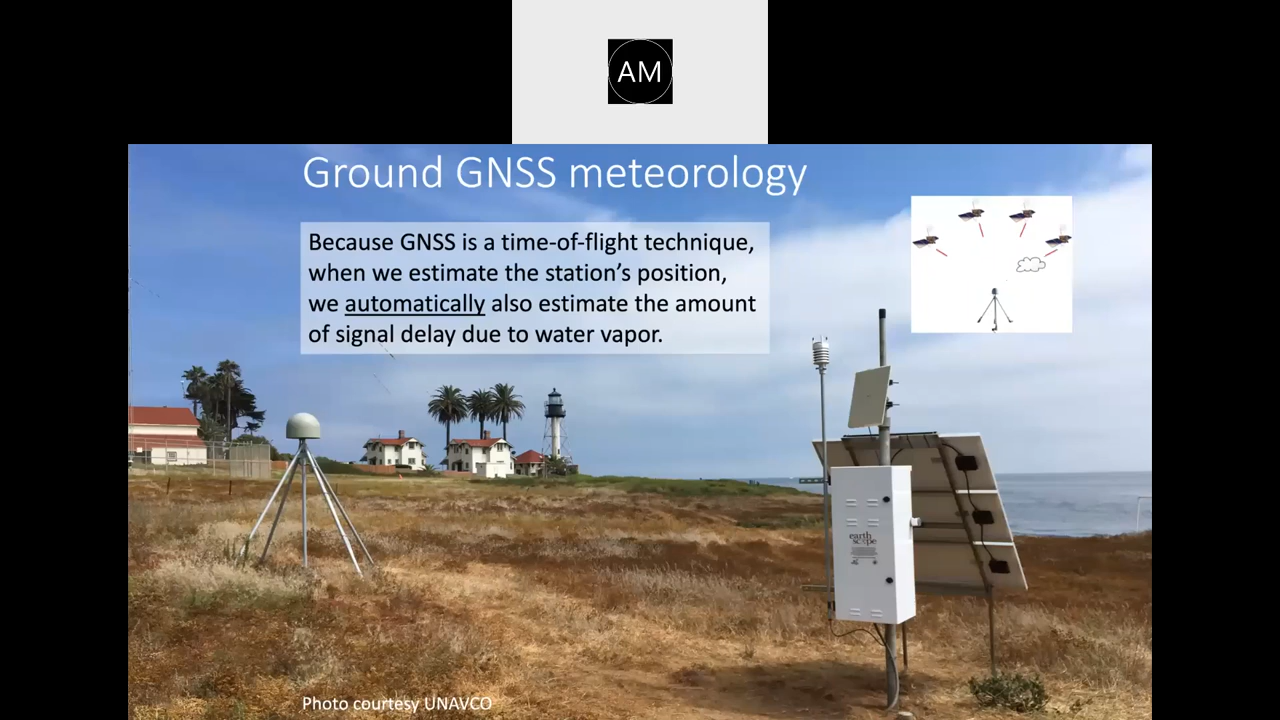 AM
Ground GNSS meteorology
Because GNSS is a time-of-flight technique,
when we estimate the station's position,
we automatically also estimate the amount
of signal delay due to water vapor.
earth
scope
Photo courtesy UNAVCO